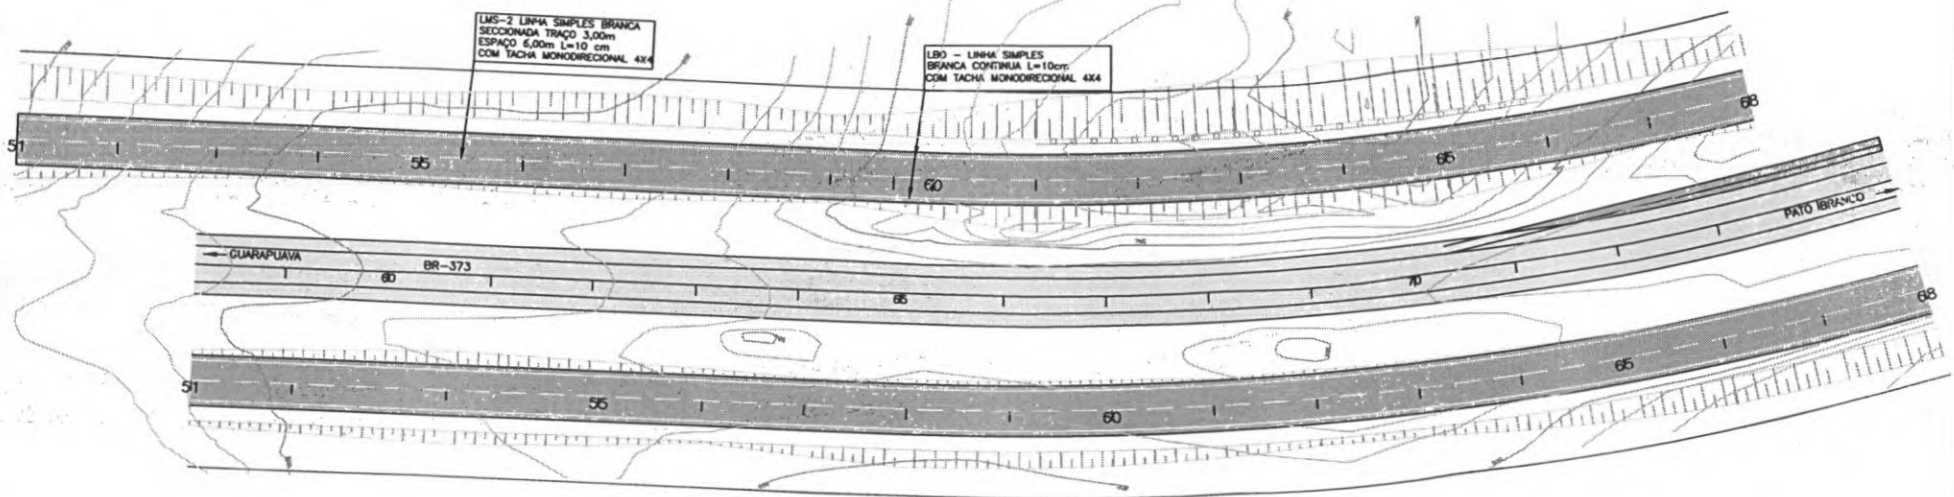 LMS-2 LINHA SIMPLES BRANCA
SECCIONADA TRAÇO 3,00m
ESPAÇO 6,00m L=10 cm
COM TACHA MONODIRECIONAL 4X4
LBO - LINHA SIMPLES
BRANCA CONTINUA L=10cm
COM TACHA MONODIRECIONAL 4X4
51
55
60
65
68
GUARAPUAVA
BR-373
PATO BRANCO
60
65
70
51
55
60
65
68